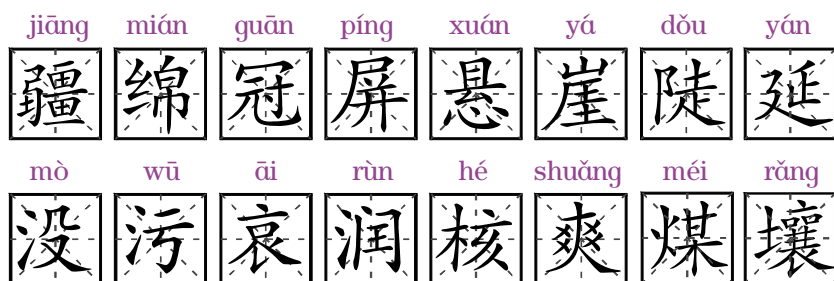 jiāng mián guān píng xuán yá dǒu yán
疆 绵 冠 屏 悬 崖 陡 延
mò wū āi rùn hé shuǎng méi rǎng
没 污 哀 润 核 爽 煤 壤